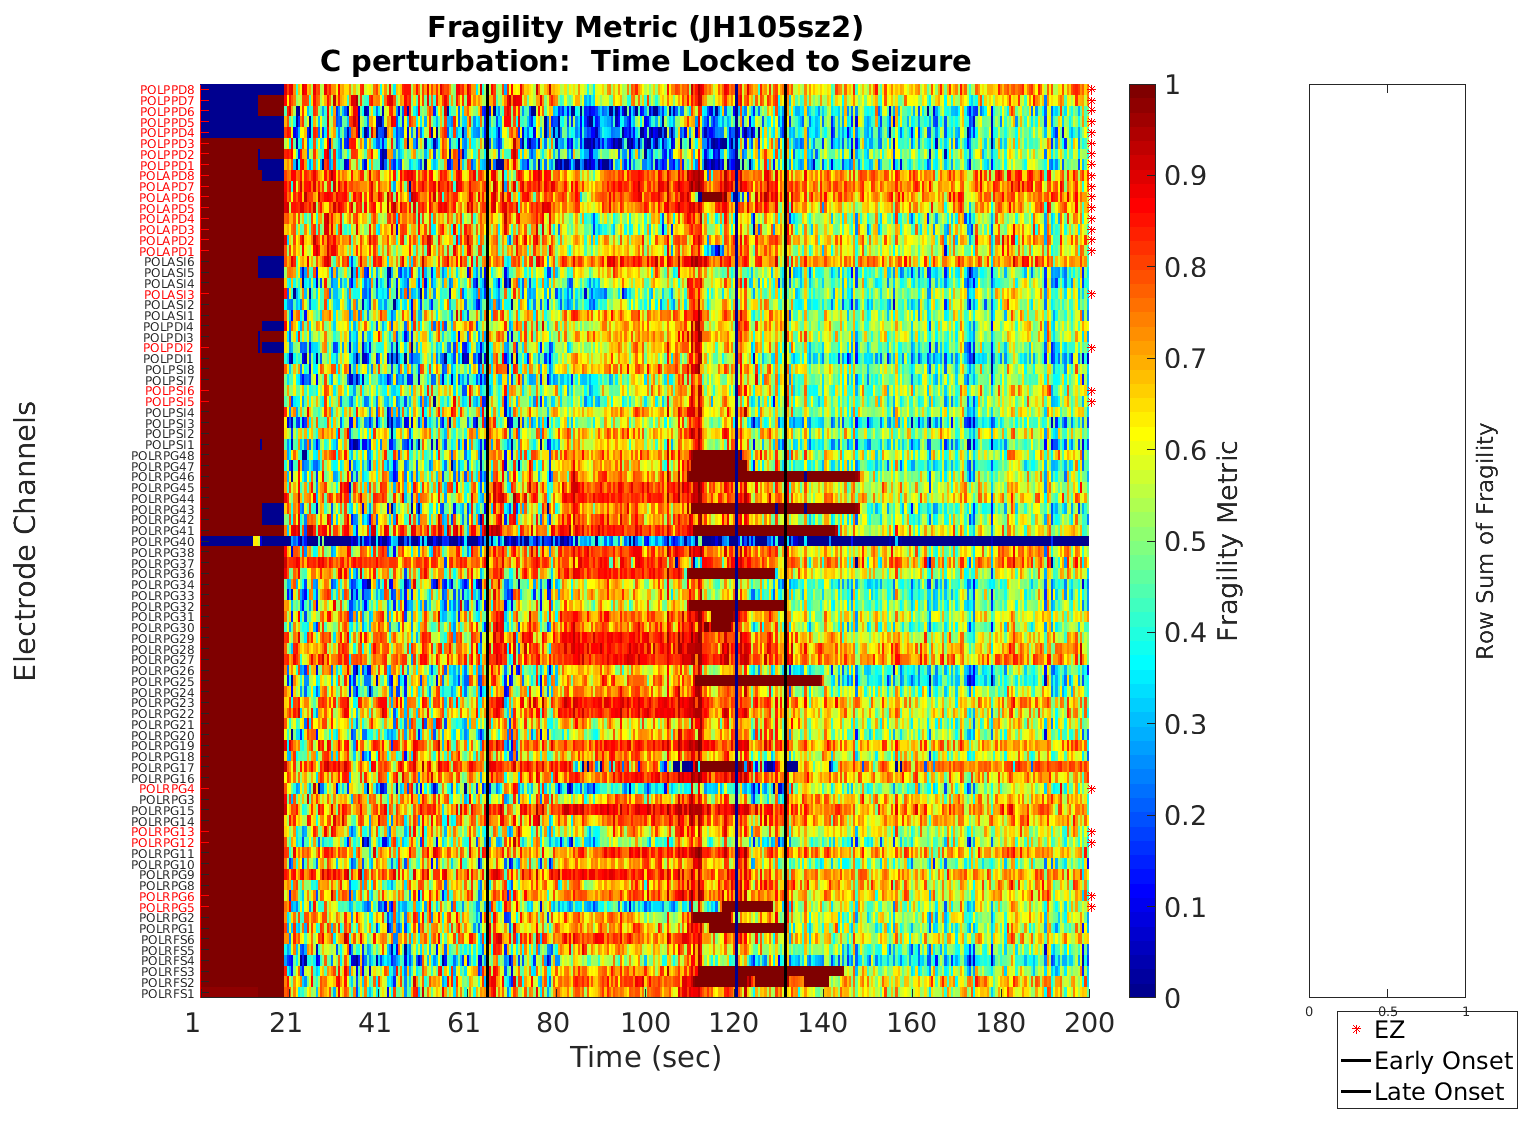 Fragility Metric (JH105sz2)
C perturbation:  Time Locked to Seizure
Electrode Channels
POLPPD8
POLPPD7
POLPPD6
POLPPD5
POLPPD4
POLPPD3
POLPPD2
POLPPD1
POLAPD8
POLAPD7
POLAPD6
POLAPD5
POLAPD4
POLAPD3
POLAPD2
POLAPD1
POLASI6
POLASI5
POLASI4
POLASI3
POLASI2
POLASI1
POLPDI4
POLPDI3
POLPDI2
POLPDI1
POLPSI8
POLPSI7
POLPSI6
POLPSI5
POLPSI4
POLPSI3
POLPSI2
POLPSI1
POLRPG48
POLRPG47
POLRPG46
POLRPG45
POLRPG44
POLRPG43
POLRPG42
POLRPG41
POLRPG40
POLRPG38
POLRPG37
POLRPG36
POLRPG34
POLRPG33
POLRPG32
POLRPG31
POLRPG30
POLRPG29
POLRPG28
POLRPG27
POLRPG26
POLRPG25
POLRPG24
POLRPG23
POLRPG22
POLRPG21
POLRPG20
POLRPG19
POLRPG18
POLRPG17
POLRPG16
POLRPG4
POLRPG3
POLRPG15
POLRPG14
POLRPG13
POLRPG12
POLRPG11
POLRPG10
POLRPG9
POLRPG8
POLRPG6
POLRPG5
POLRPG2
POLRPG1
POLRFS6
POLRFS5
POLRFS4
POLRFS3
POLRFS2
POLRFS1
1 21 41 61 80 100 120 140 160 180 200
Time (sec)
1
0.9
0.8
0.7
0.6
0.5
0.4
0.3
0.2
0.1
0
Fragility Metric
Row Sum of Fragility
0 0.5 1
EZ
Early Onset
Late Onset